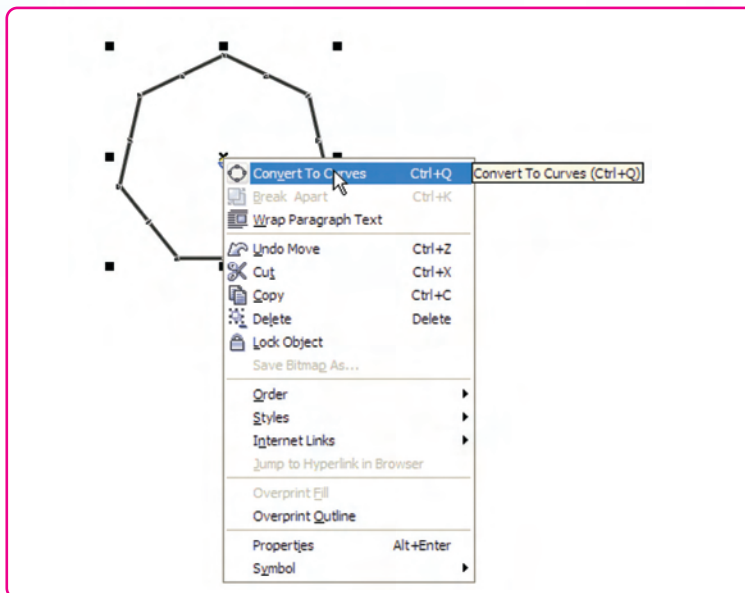 Convert To Curves Ctrl+Q Convert To Curves (Ctrl+Q)
Break Apart Ctrl+K
Wrap Paragraph Text
Undo Move Ctrl+Z
Cut Ctrl+X
Copy Ctrl+C
Delete Delete
Lock Object
Save Bitmap As...
Order
Styles
Internet Links
Jump to Hyperlink in Browser
Overprint Fill
Overprint Outline
Properties Alt+Enter
Symbol